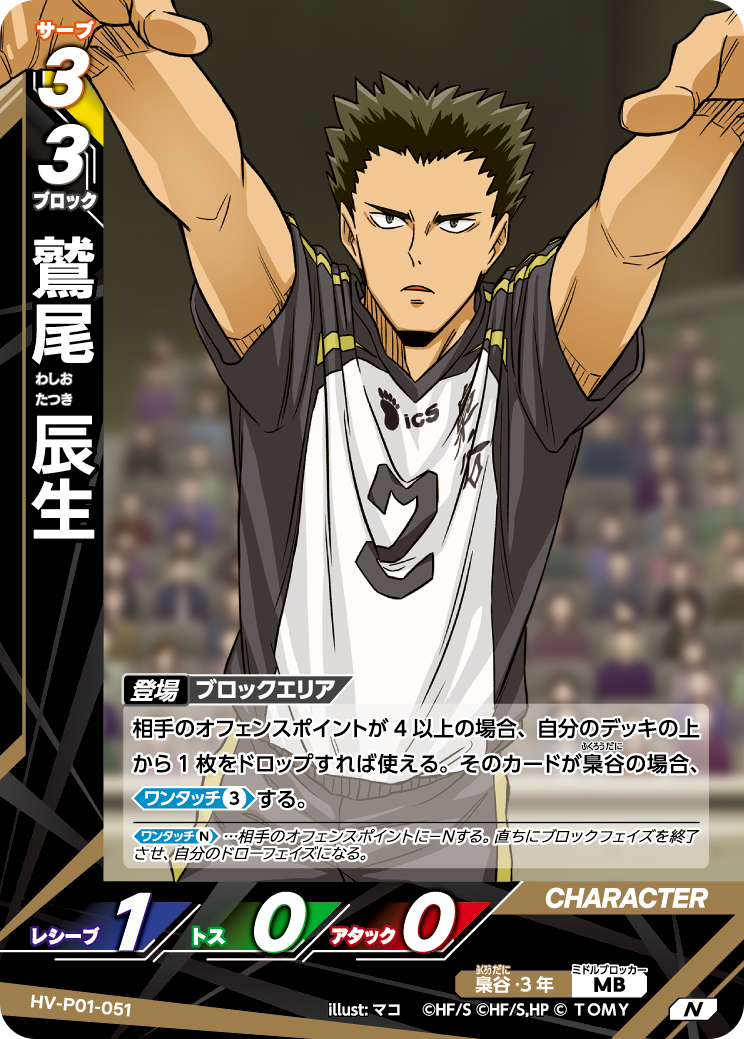 サーブ
3
3
ブロック
鷲尾
わしお
たつき
辰生
iCS
梟谷
2
登場 ブロックエリア
相手のオフェンスポイントが4以上の場合、自分のデッキの上
から1枚をドロップすれば使える。そのカードが梟谷の場合、
ふくろうだに
ワンタッチ 3 する。
ワンタッチ N …相手のオフェンスポイントに−Nする。直ちにブロックフェイズを終了
させ、自分のドローフェイズになる。
レシーブ 1 トス 0 アタック 0
CHARACTER
ふくろうだに ミドルブロッカー
梟谷・3年 MB
HV-P01-051 illust: マコ ©HF/S ©HF/S,HP © TOMY N